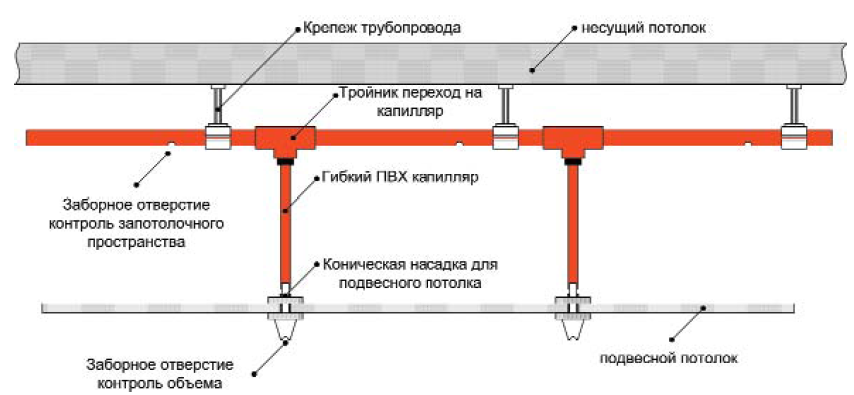 Крепеж трубопровода
несущий потолок
Тройник переход на
капилляр
Гибкий ПВХ капилляр
Заборное отверстие
контроль запотолочного
пространства
Коническая насадка для
подвесного потолка
Заборное отверстие
контроль объема
подвесной потолок